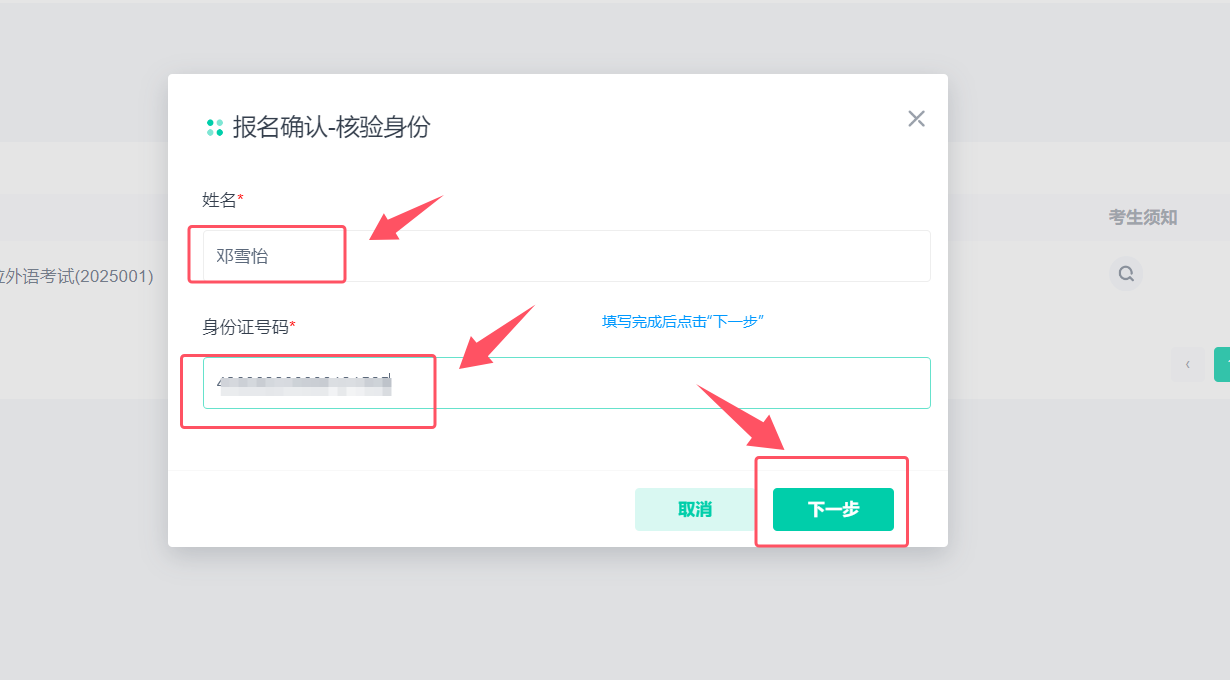 报名确认-核验身份
姓名*
考生须知
邓雪怡
外语考试(2025001)
身份证号码*
填写完成后点击“下一步”
取消
下一步